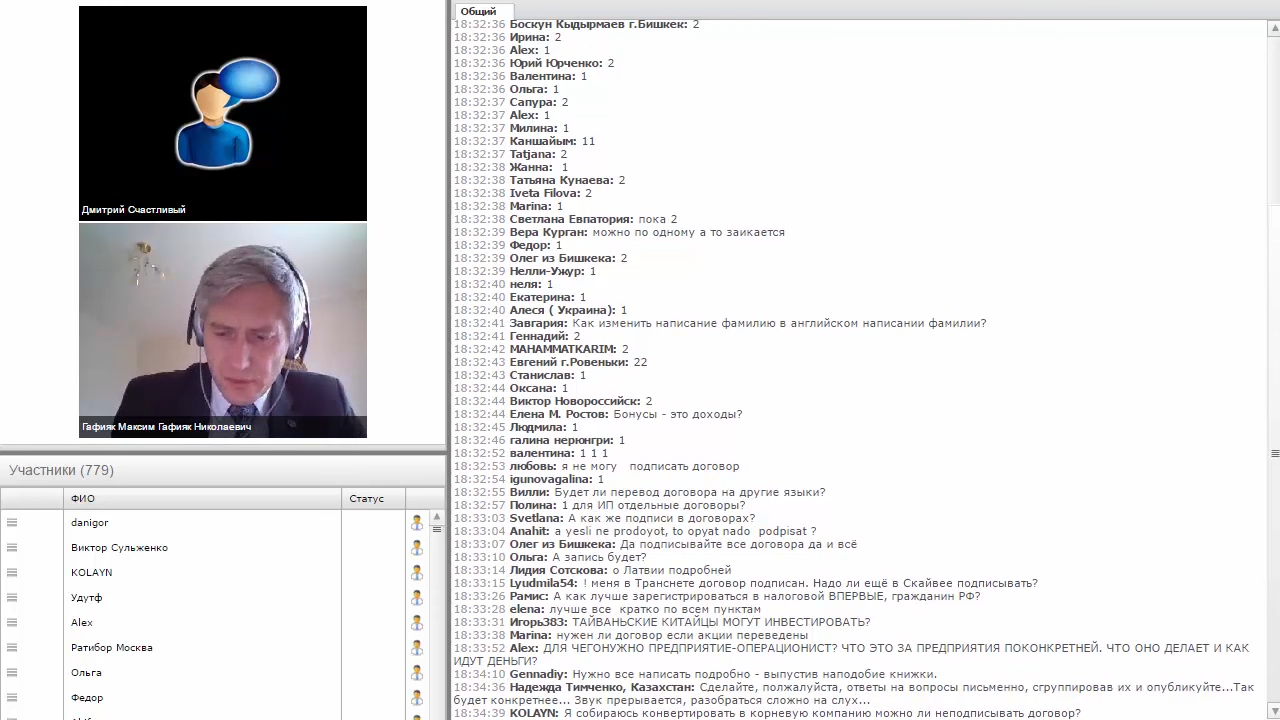 Общий
18:32:36 Боскун Кыдырмаев г.Бишкек: 2
18:32:36 Ирина: 2
18:32:36 Alex: 1
18:32:36 Юрий Юрченко: 2
18:32:36 Валентина: 1
18:32:36 Ольга: 1
18:32:37 Сапура: 2
18:32:37 Alex: 1
18:32:37 Милина: 1
18:32:37 Каншайым: 11
18:32:37 Tatjana: 2
18:32:38 Жанна: 1
18:32:38 Татьяна Кунаева: 2
18:32:38 Iveta Filova: 2
18:32:38 Marina: 1
18:32:38 Светлана Евпатория: пока 2
18:32:39 Вера Курган: можно по одному а то заикается
18:32:39 Федор: 1
18:32:39 Олег из Бишкека: 2
18:32:39 Нелли-Ужур: 1
18:32:40 неля: 1
18:32:40 Екатерина: 1
18:32:40 Алеся ( Украина): 1
18:32:41 Завгария: Как изменить написание фамилию в английском написании фамилии?
18:32:41 Геннадий: 2
18:32:42 MAHAMMATKARIM: 2
18:32:43 Евгений г.Ровеньки: 22
18:32:43 Станислав: 1
18:32:44 Оксана: 1
18:32:44 Виктор Новороссийск: 2
18:32:44 Елена М. Ростов: Бонусы - это доходы?
18:32:45 Людмила: 1
18:32:46 галина нерюнгри: 1
18:32:52 валентина: 1 1 1
18:32:53 любовь: я не могу подписать договор
18:32:54 igunovagalina: 1
18:32:55 Вилли: Будет ли перевод договора на другие языки?
18:32:57 Полина: 1 для ИП отдельные договоры?
18:33:03 Svetlana: А как же подписи в договорах?
18:33:04 Anahit: a yesli ne prodoyot, to opyat nado podpisat ?
18:33:07 Олег из Бишкека: Да подписывайте все договора да и всё
18:33:10 Ольга: А запись будет?
18:33:14 Лидия Сотскова: о Латвии подробней
18:33:15 Lyudmila54: ! меня в Транснете договор подписан. Надо ли ещё в Скайвее подписывать?
18:33:26 Рамис: А как лучше зарегистрироваться в налоговой ВПЕРВЫЕ, гражданин РФ?
18:33:28 elena: лучше все кратко по всем пунктам
18:33:31 Игорь383: ТАЙВАНЬСКИЕ КИТАЙЦЫ МОГУТ ИНВЕСТИРОВАТЬ?
18:33:38 Marina: нужен ли договор если акции переведены
18:33:52 Alex: ДЛЯ ЧЕГОНУЖНО ПРЕДПРИЯТИЕ-ОПЕРАЦИОНИСТ? ЧТО ЭТО ЗА ПРЕДПРИЯТИЯ ПОКОНКРЕТНЕЙ. ЧТО ОНО ДЕЛАЕТ И КАК
ИДУТ ДЕНЬГИ?
18:34:10 Gennadiy: Нужно все написать подробно - выпустив наподобие книжки.
18:34:36 Надежда Тимченко, Казахстан: Сделайте, полжалуйста, ответы на вопросы письменно, сгруппировав их и опубликуйте...Так
будет конкретнее... Звук прерывается, разобраться сложно на слух...
18:34:39 KOLAYN: Я собираюсь конвертировать в корневую компанию можно ли неподписывать договор?
Дмитрий Счастливый
Гафияк Максим Гафияк Николаевич
Участники (779)
ФИО Статус
danigor
Виктор Сульженко
KOLAYN
Удутф
Alex
Ратибор Москва
Ольга
Федор